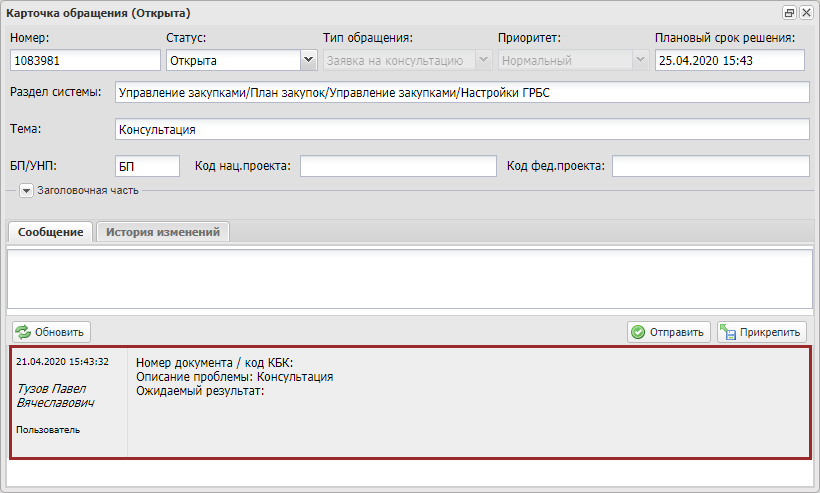 Карточка обращения (Открыта)
Номер: Статус: Тип обращения: Приоритет: Плановый срок решения:
1083981 Открыта Заявка на консультацию Нормальный 25.04.2020 15:43
Раздел системы: Управление закупками/План закупок/Управление закупками/Настройки ГРБС
Тема: Консультация
БП/УНП: БП Код нац.проекта: Код фед.проекта:
Заголовочная часть
Сообщение История изменений
Обновить Отправить Прикрепить
21.04.2020 15:43:32
Тузов Павел
Вячеславович
Пользователь
Номер документа / код КБК:
Описание проблемы: Консультация
Ожидаемый результат: